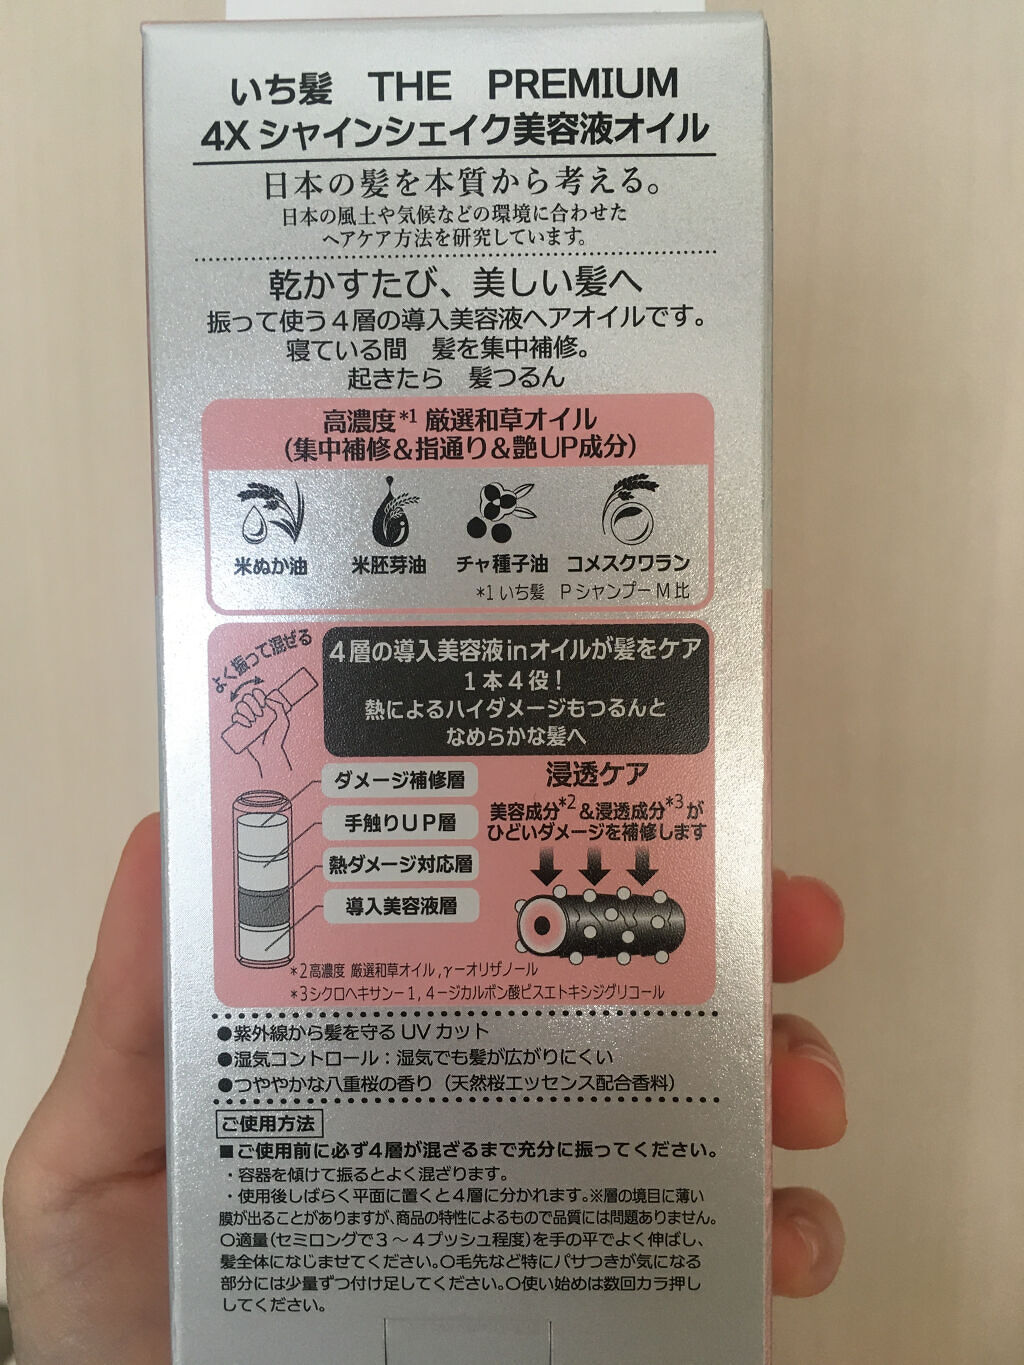 いち髪　THE　PREMIUM
4Xシャインシェイク美容液オイル
日本の髪を本質から考える。
日本の風土や気候などの環境に合わせた
ヘアケア方法を研究しています。
乾かすたび、美しい髪へ
振って使う4層の導入美容液ヘアオイルです。
寝ている間　髪を集中補修。
起きたら　髪つるん
高濃度*1 厳選和草オイル
(集中補修&指通り&艶UP成分)
米ぬか油　米胚芽油　チャ種子油　コメスクワラン
*1 いち髪　PシャンプーM比
よく振って混ぜる
4層の導入美容液inオイルが髪をケア
1本4役!
熱によるハイダメージもつるんと
なめらかな髪へ
ダメージ補修層
手触りUP層
熱ダメージ対応層
導入美容液層
浸透ケア
美容成分*2&浸透成分*3が
ひどいダメージを補修します
*2高濃度 厳選和草オイル,γーオリザノール
*3シクロヘキサンー1,4ージカルボン酸ビスエトキシジグリコール
●紫外線から髪を守るUVカット
●湿気コントロール：湿気でも髪が広がりにくい
●つややかな八重桜の香り（天然桜エッセンス配合香料）
ご使用方法
■ご使用前に必ず4層が混ざるまで充分に振ってください。
・容器を傾けて振るとよく混ざります。
・使用後しばらく平面に置くと4層に分かれます。※層の境目に薄い
膜が出ることがありますが、商品の特性によるもので品質には問題ありません。
○適量(セミロングで3〜4プッシュ程度)を手の平でよく伸ばし、
髪全体になじませてください。○毛先など特にパサつきが気になる
部分には少量ずつ付け足してください。○使い始めは数回カラ押し
してください。